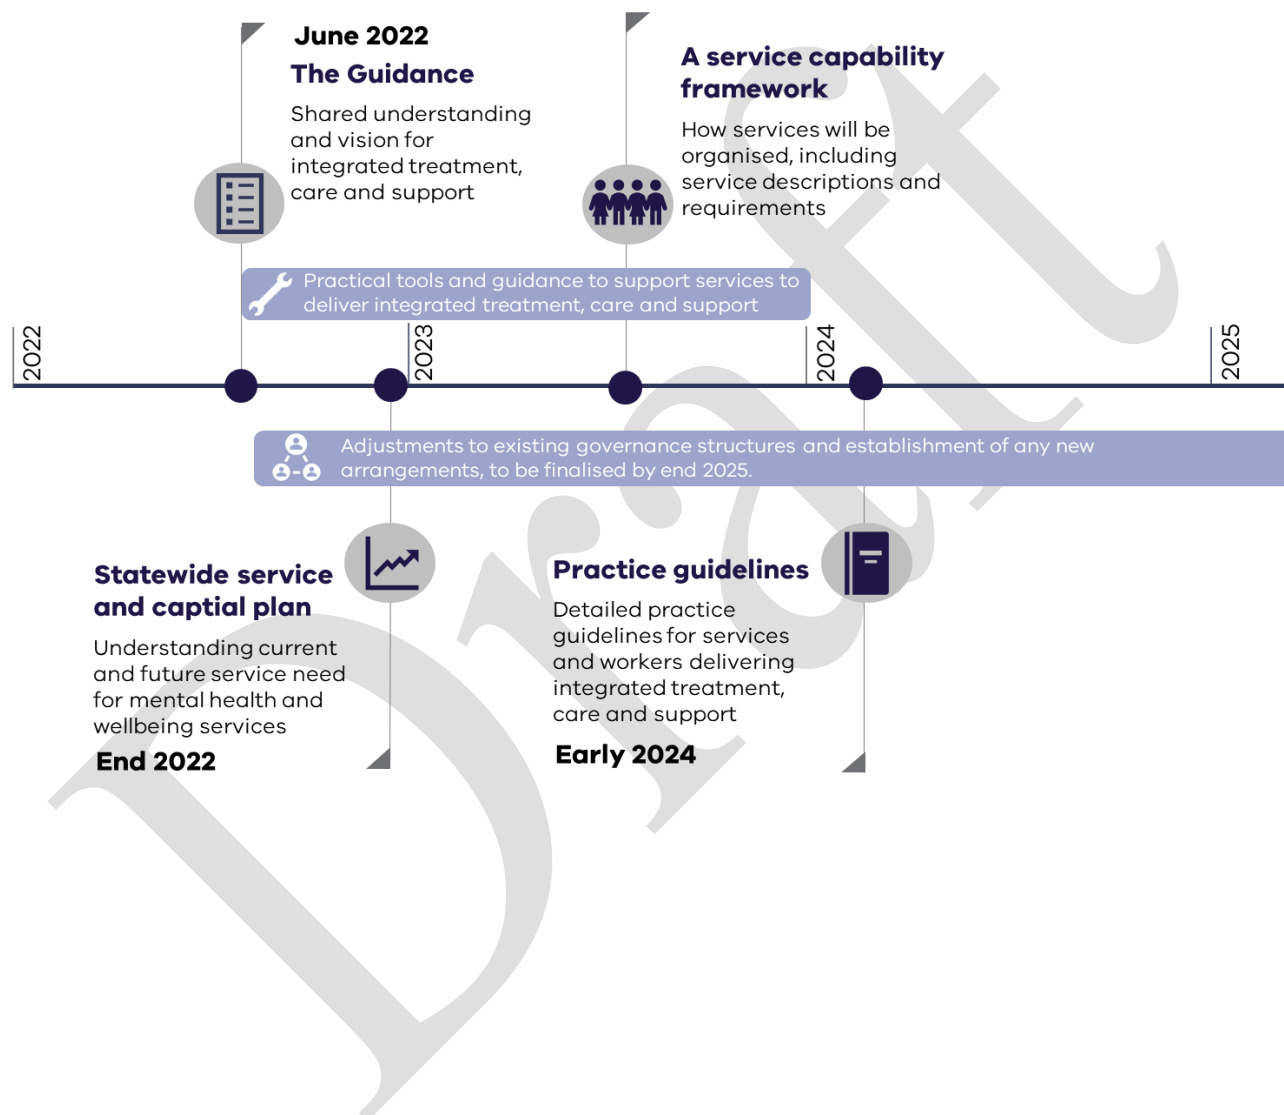 June 2022
The Guidance
Shared understanding
and vision for
integrated treatment,
care and support
A service capability
framework
How services will be
organised, including
service descriptions and
requirements
Practical tools and guidance to support services to
deliver integrated treatment, care and support
2022
2023
2024
2025
Adjustments to existing governance structures and establishment of any new
arrangements, to be finalised by end 2025.
Statewide service
and captial plan
Understanding current
and future service need
for mental health and
wellbeing services
End 2022
Practice guidelines
Detailed practice
guidelines for services
and workers delivering
integrated treatment,
care and support
Early 2024
Draft